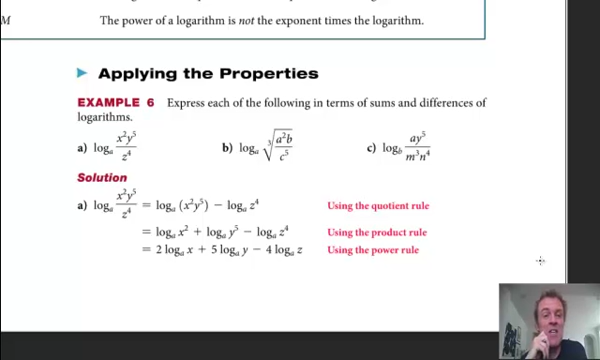 M The power of a logarithm is not the exponent times the logarithm.
▶ Applying the Properties
EXAMPLE 6 Express each of the following in terms of sums and differences of
logarithms.
a) logₐ x²y⁵/z⁴ b) logₐ ∛(a²b/c⁵) c) log_b ay⁵/m³n⁴
Solution
a) logₐ x²y⁵/z⁴ = logₐ (x²y⁵) − logₐ z⁴ Using the quotient rule
= logₐ x² + logₐ y⁵ − logₐ z⁴ Using the product rule
= 2 logₐ x + 5 logₐ y − 4 logₐ z Using the power rule